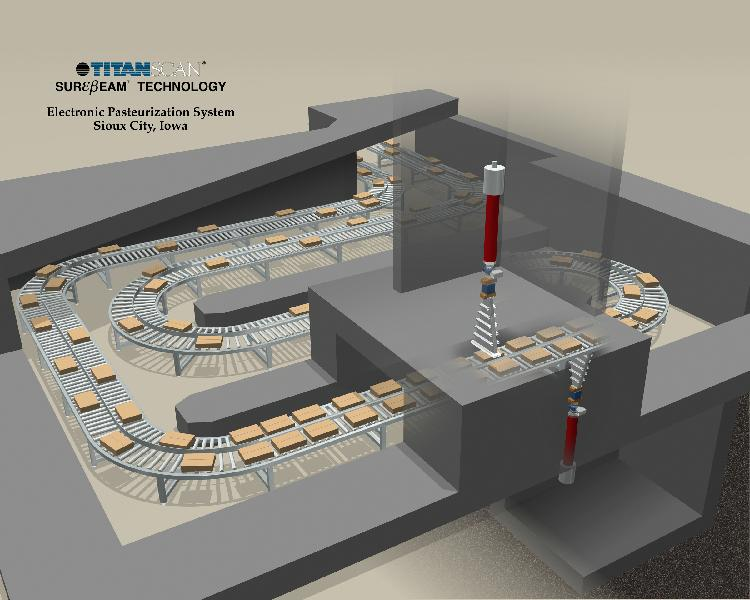 TITANSCAN®
SUREβEAM® TECHNOLOGY
Electronic Pasteurization System
Sioux City, Iowa